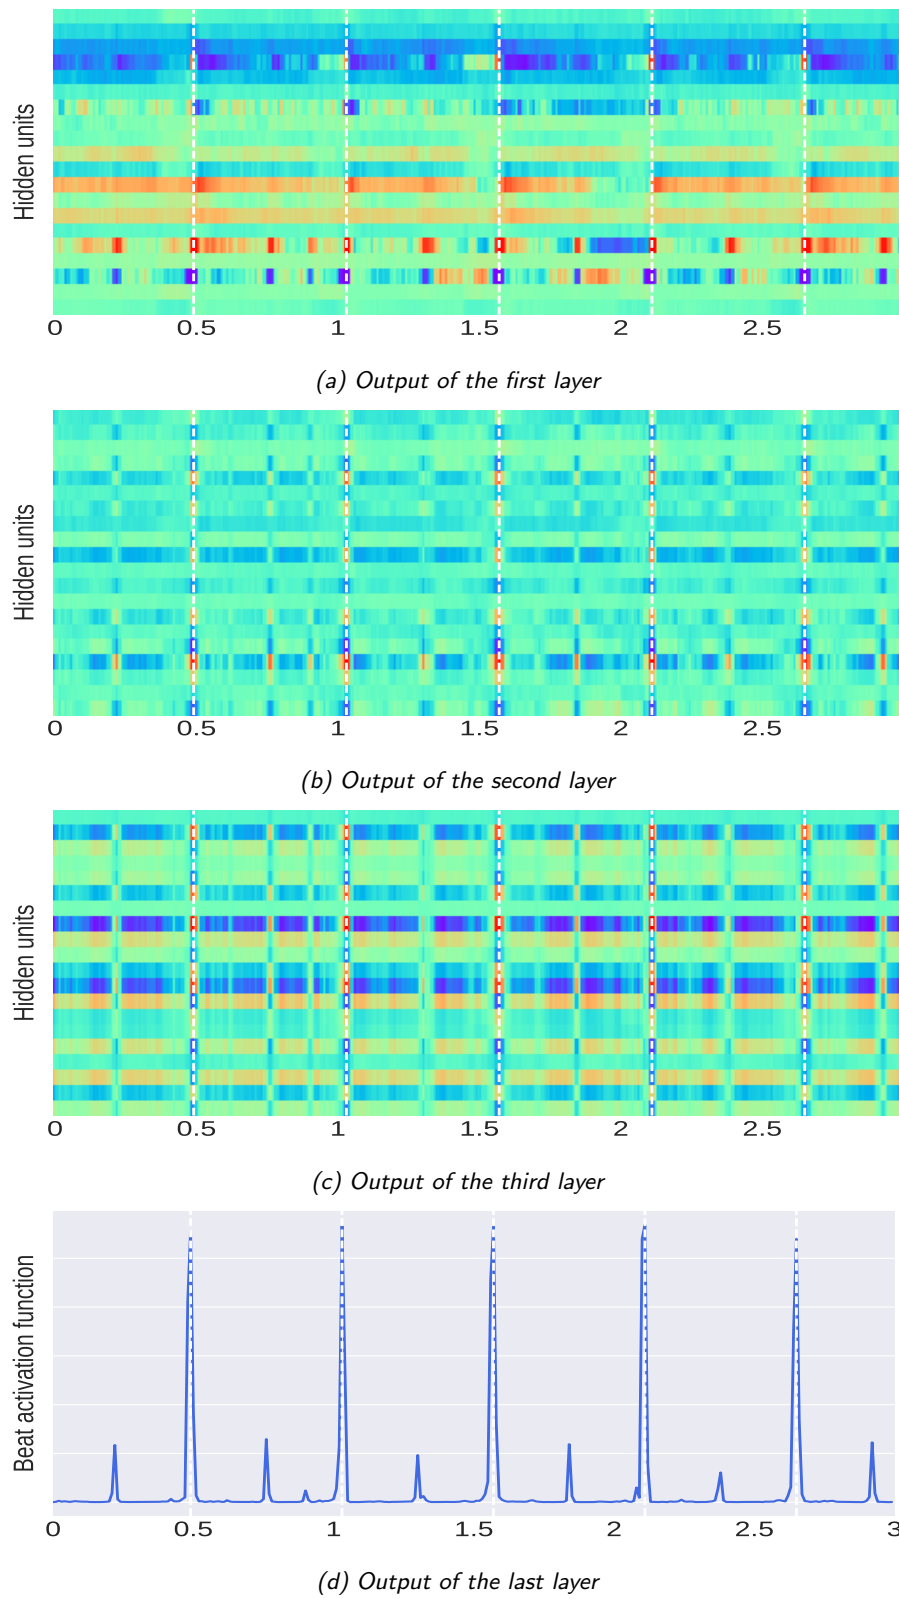 Hidden units
0 0.5 1 1.5 2 2.5
(a) Output of the first layer
Hidden units
0 0.5 1 1.5 2 2.5
(b) Output of the second layer
Hidden units
0 0.5 1 1.5 2 2.5
(c) Output of the third layer
Beat activation function
0 0.5 1 1.5 2 2.5 3
(d) Output of the last layer